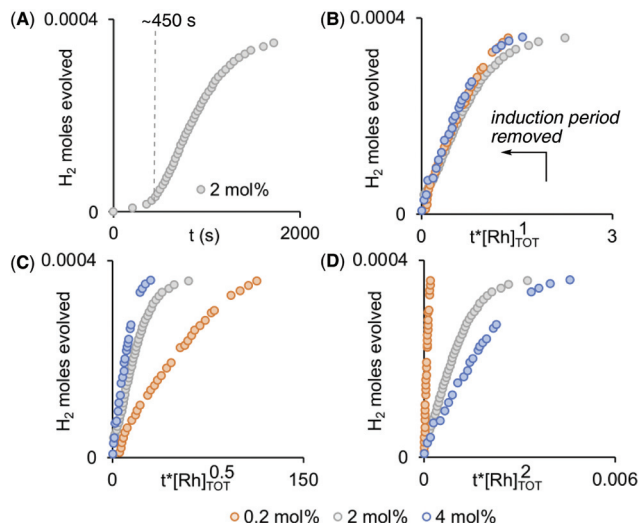 (A)
~450 s
0.0004
H2 moles evolved
0
2 mol%
0
t (s)
2000
(B)
0.0004
H2 moles evolved
induction period
removed
0
0
t*[Rh]TOT1
3
(C)
0.0004
H2 moles evolved
0
0
t*[Rh]TOT0.5
150
(D)
0.0004
H2 moles evolved
0
0
t*[Rh]TOT2
0.006
0.2 mol% 2 mol% 4 mol%